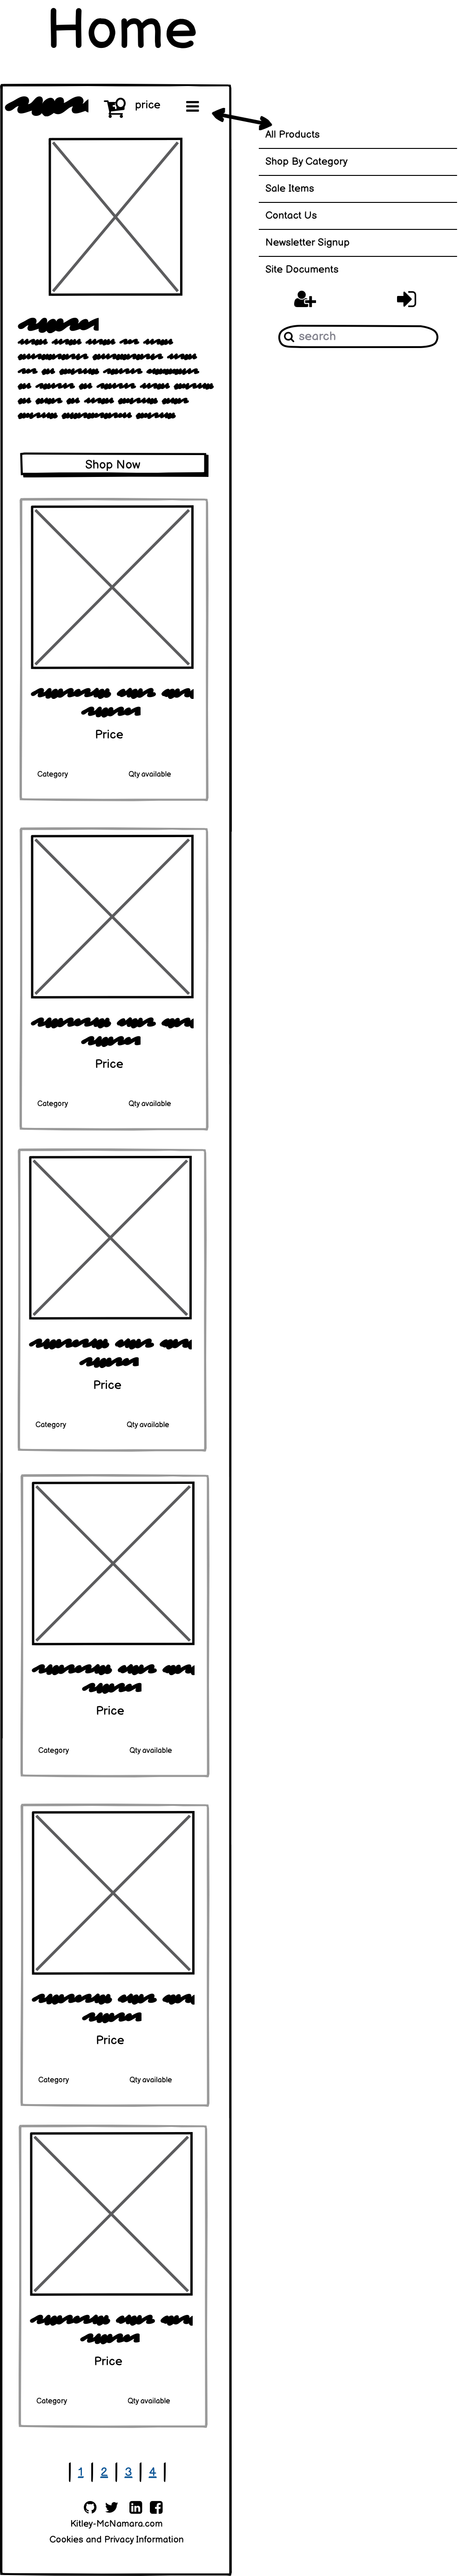 Home
price
All Products
Shop By Category
Sale Items
Contact Us
Newsletter Signup
Site Documents
search
Shop Now
Price
Category Qty available
Price
Category Qty available
Price
Category Qty available
Price
Category Qty available
Price
Category Qty available
Price
Category Qty available
1 2 3 4
Kitley-McNamara.com
Cookies and Privacy Information